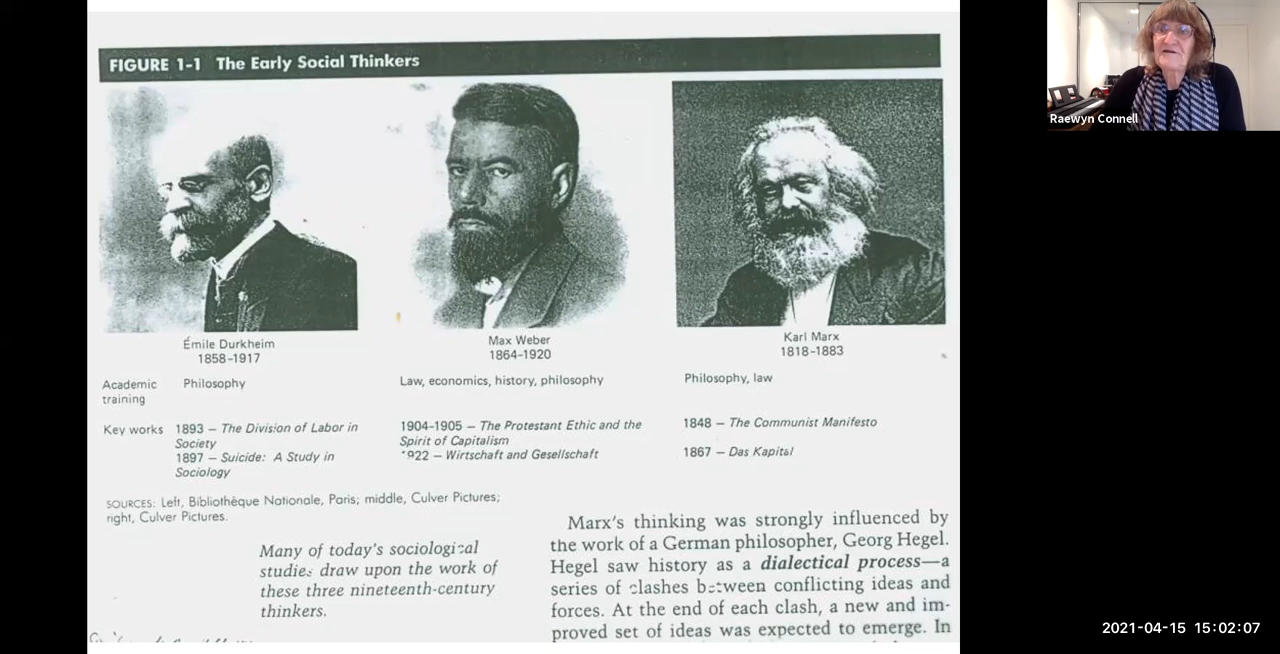 FIGURE 1-1 The Early Social Thinkers
Émile Durkheim
1858-1917
Max Weber
1864-1920
Karl Marx
1818-1883
Academic training
Philosophy
Law, economics, history, philosophy
Philosophy, law
Key works
1893 – The Division of Labor in
Society
1897 – Suicide: A Study in
Sociology
1904-1905 – The Protestant Ethic and the
Spirit of Capitalism
1922 – Wirtschaft and Gesellschaft
1848 – The Communist Manifesto
1867 – Das Kapital
SOURCES: Left, Bibliothèque Nationale, Paris; middle, Culver Pictures;
right, Culver Pictures.
Many of today's sociological
studies draw upon the work of
these three nineteenth-century
thinkers.
Marx's thinking was strongly influenced by
the work of a German philosopher, Georg Hegel.
Hegel saw history as a dialectical process—a
series of clashes between conflicting ideas and
forces. At the end of each clash, a new and im-
proved set of ideas was expected to emerge. In
Raewyn Connell
2021-04-15 15:02:07